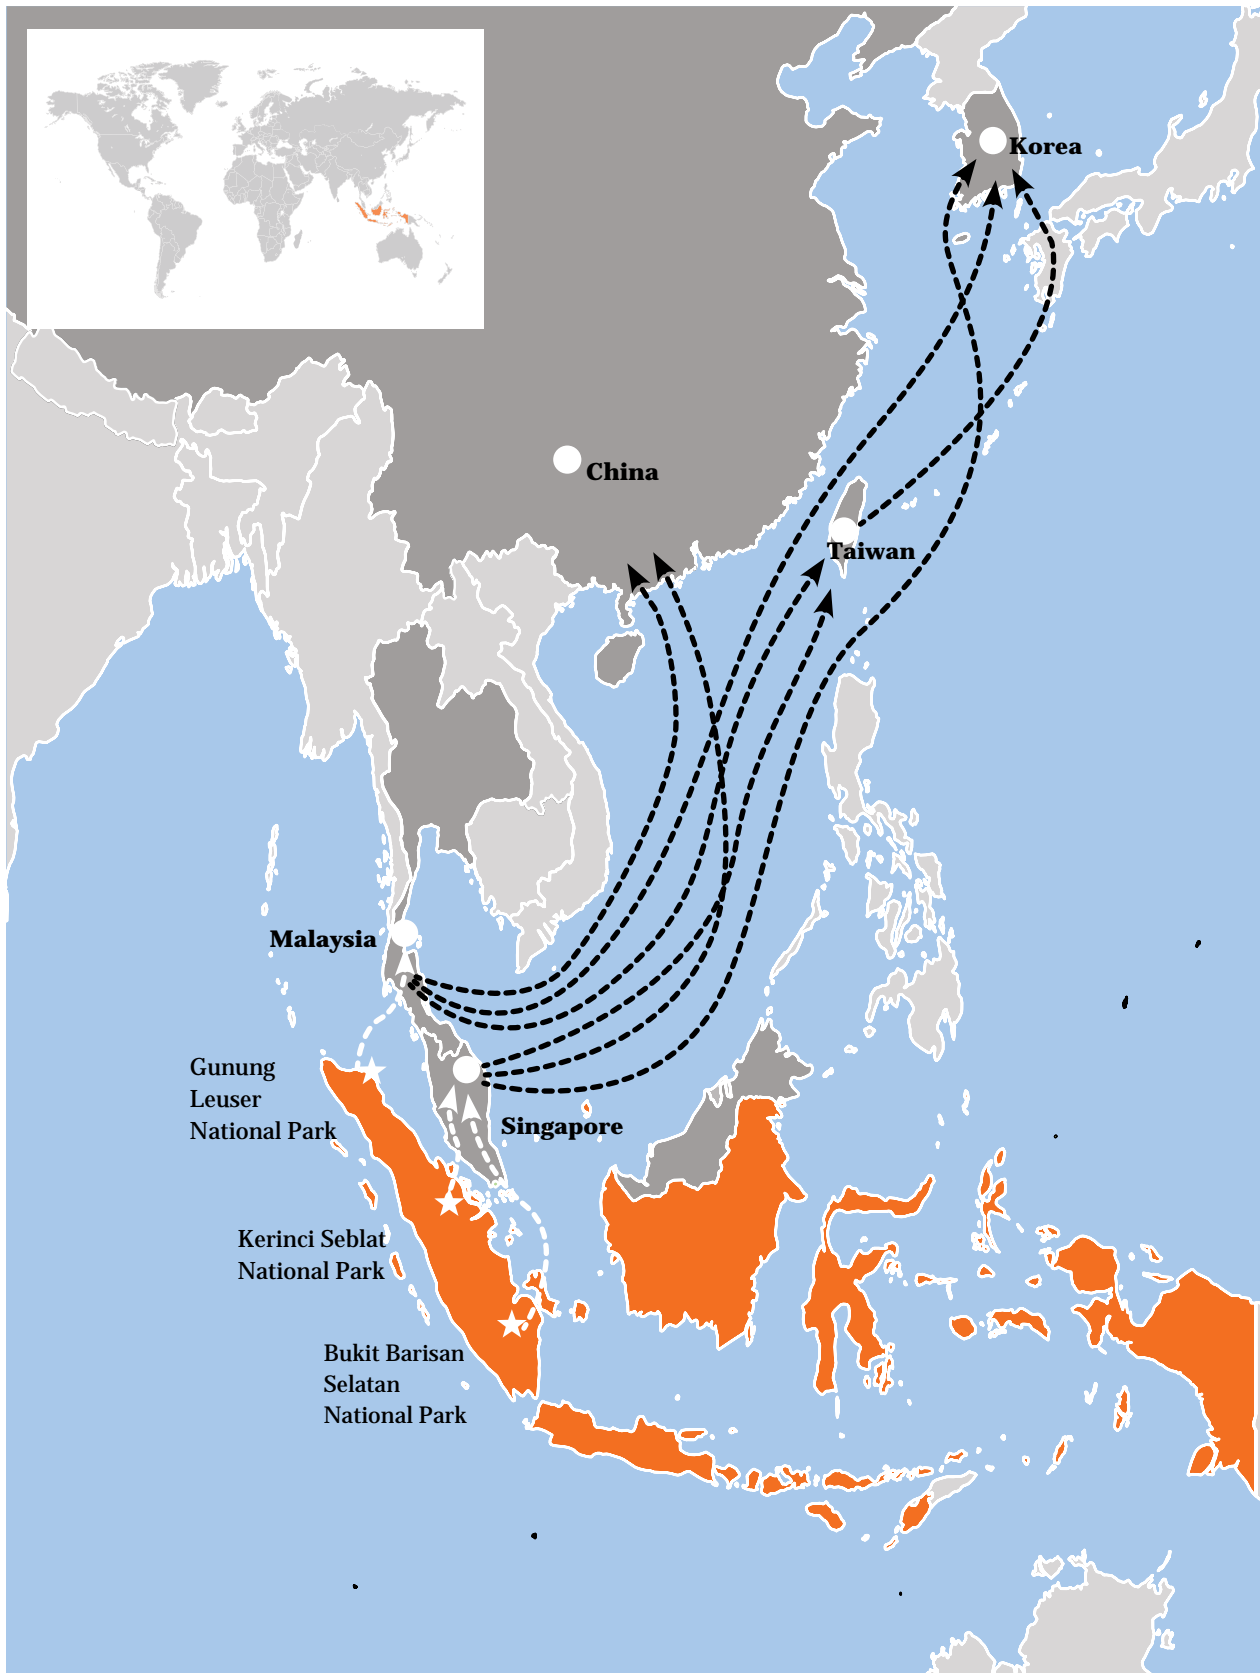 Korea
China
Taiwan
Malaysia
Gunung
Leuser
National Park
Singapore
Kerinci Seblat
National Park
Bukit Barisan
Selatan
National Park